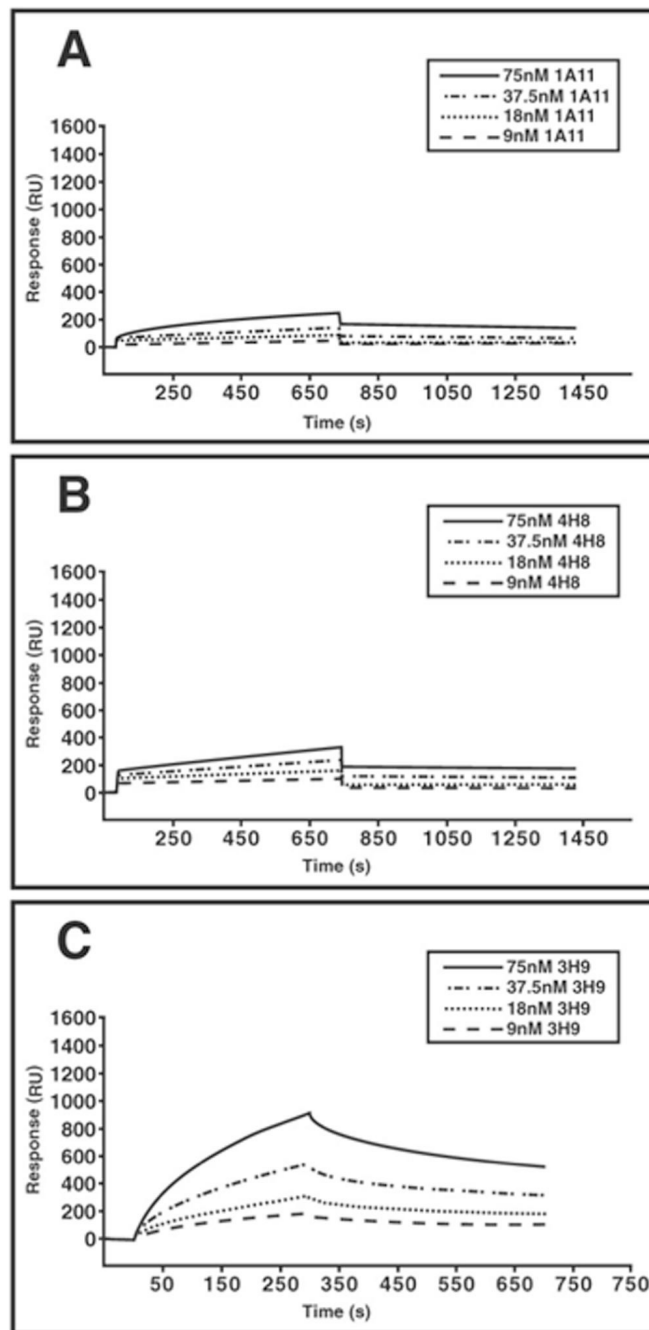 A
75nM 1A11
37.5nM 1A11
18nM 1A11
9nM 1A11
1600
1400
1200
1000
800
600
400
200
0
Response (RU)
250 450 650 850 1050 1250 1450
Time (s)
B
75nM 4H8
37.5nM 4H8
18nM 4H8
9nM 4H8
1600
1400
1200
1000
800
600
400
200
0
Response (RU)
250 450 650 850 1050 1250 1450
Time (s)
C
75nM 3H9
37.5nM 3H9
18nM 3H9
9nM 3H9
1600
1400
1200
1000
800
600
400
200
0
Response (RU)
50 150 250 350 450 550 650 750 750
Time (s)